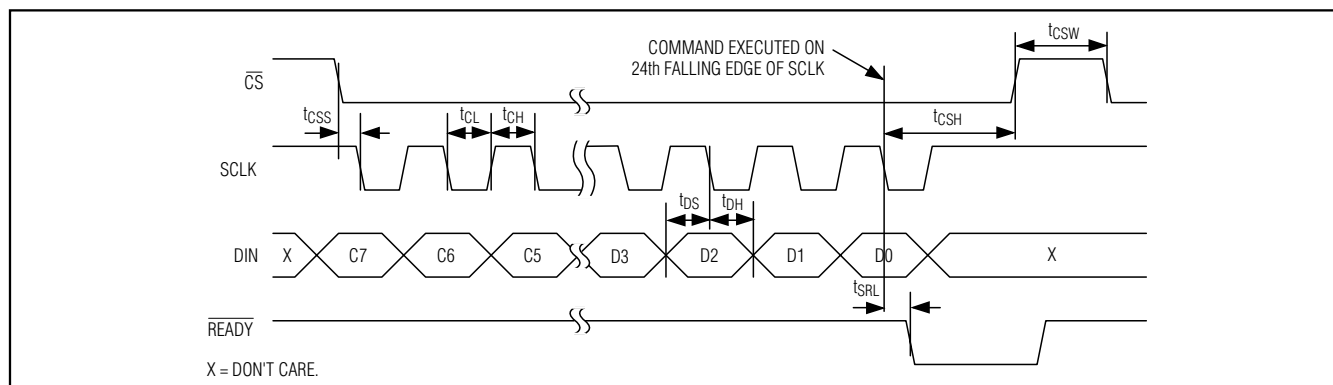 COMMAND EXECUTED ON
24th FALLING EDGE OF SCLK
tCSW
CS
tCSS
tCL
tCH
tCSH
SCLK
tDS
tDH
DIN
X
C7
C6
C5
D3
D2
D1
D0
X
tSRL
READY
X = DON'T CARE.